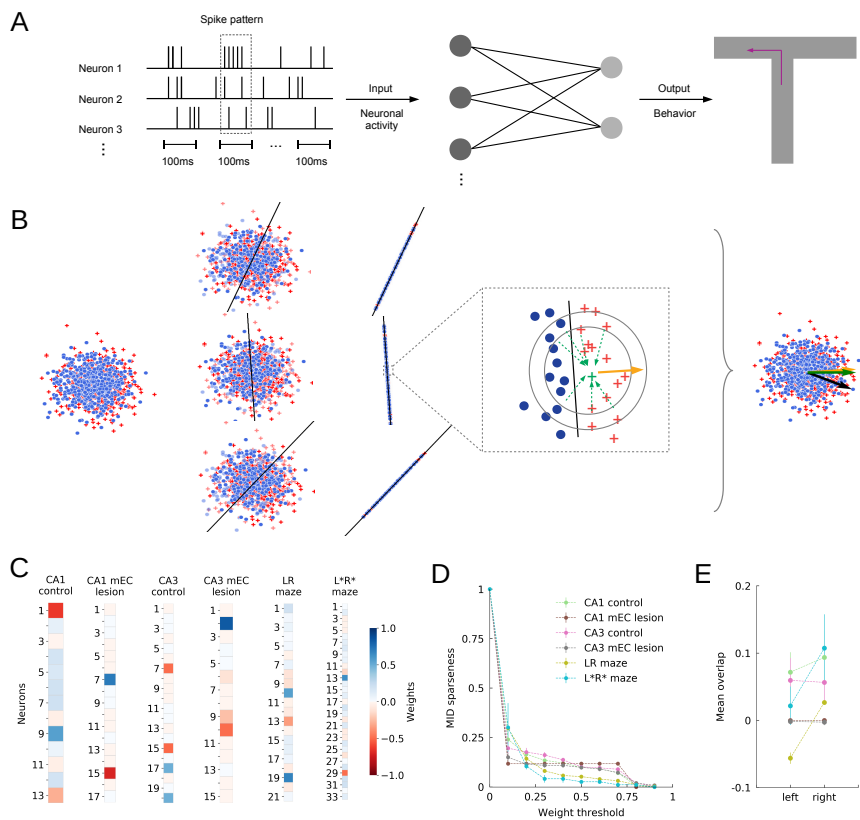 A
Spike pattern
Neuron 1
Neuron 2
Neuron 3
⋮
100ms 100ms ... 100ms
Input
Neuronal
activity
⋮
Output
Behavior
B
C
CA1
control
CA1 mEC
lesion
CA3
control
CA3 mEC
lesion
LR
maze
L*R*
maze
Neurons
1 3 5 7 9 11 13
1 3 5 7 9 11 13 15 17
1 3 5 7 9 11 13 15 17 19
1 3 5 7 9 11 13 15
1 3 5 7 9 11 13 15 17 19 21
1 3 5 7 9 11 13 15 17 19 21 23 25 27 29 31 33
1.0
0.5
0.0
−0.5
−1.0
Weights
D
MID sparseness
1
0.75
0.5
0.25
0
0 0.25 0.5 0.75 1
Weight threshold
CA1 control
CA1 mEC lesion
CA3 control
CA3 mEC lesion
LR maze
L*R* maze
E
Mean overlap
0.2
0.1
0
-0.1
left right